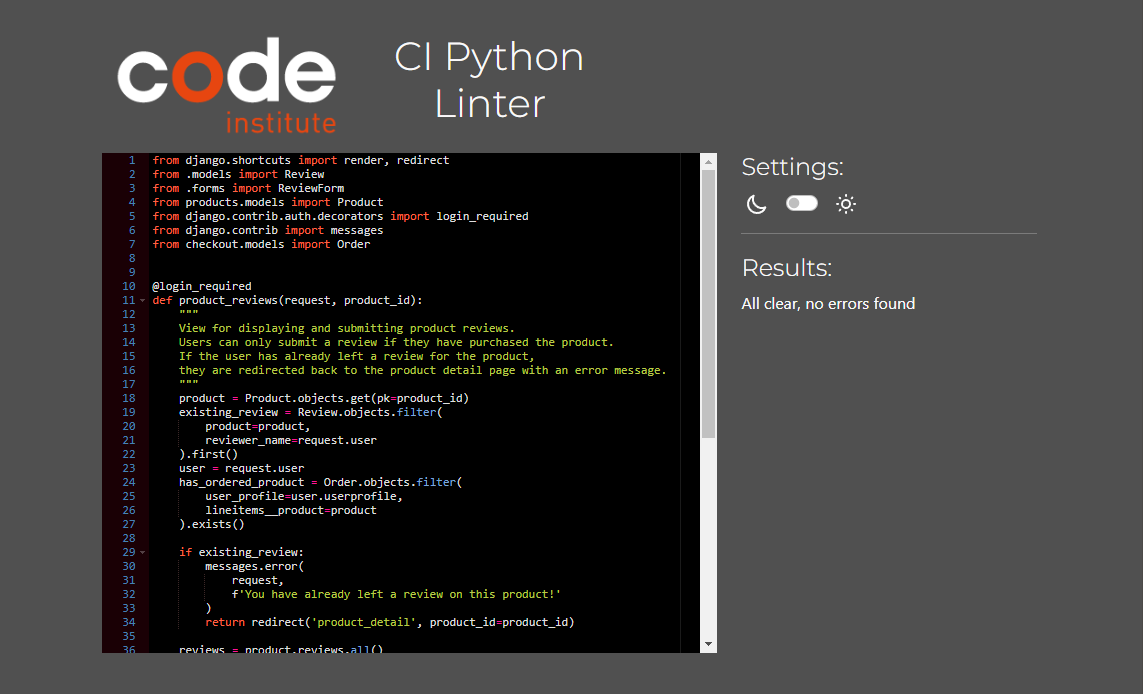 code
institute
CI Python
Linter
1 from django.shortcuts import render, redirect
2 from .models import Review
3 from .forms import ReviewForm
4 from products.models import Product
5 from django.contrib.auth.decorators import login_required
6 from django.contrib import messages
7 from checkout.models import Order
8
9
10 @login_required
11 def product_reviews(request, product_id):
12     """
13     View for displaying and submitting product reviews.
14     Users can only submit a review if they have purchased the product.
15     If the user has already left a review for the product,
16     they are redirected back to the product detail page with an error message.
17     """
18     product = Product.objects.get(pk=product_id)
19     existing_review = Review.objects.filter(
20         product=product,
21         reviewer_name=request.user
22     ).first()
23     user = request.user
24     has_ordered_product = Order.objects.filter(
25         user_profile=user.userprofile,
26         lineitems__product=product
27     ).exists()
28
29     if existing_review:
30         messages.error(
31             request,
32             f'You have already left a review on this product!'
33         )
34         return redirect('product_detail', product_id=product_id)
35
36     reviews = product.reviews.all()
Settings:
Results:
All clear, no errors found